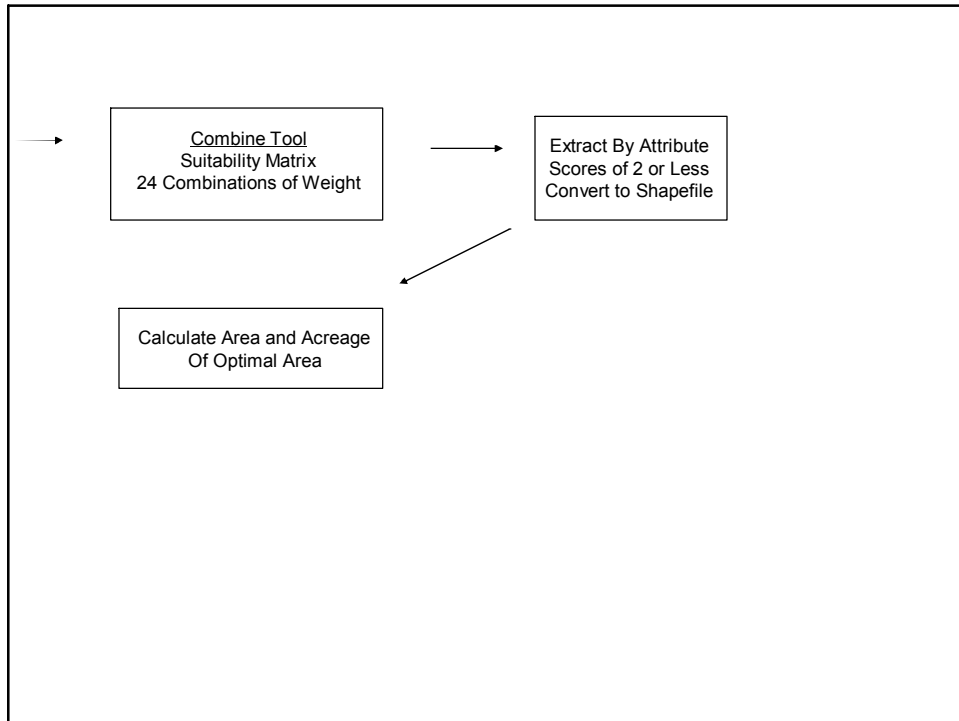 Combine Tool
Suitability Matrix
24 Combinations of Weight
Extract By Attribute
Scores of 2 or Less
Convert to Shapefile
Calculate Area and Acreage
Of Optimal Area